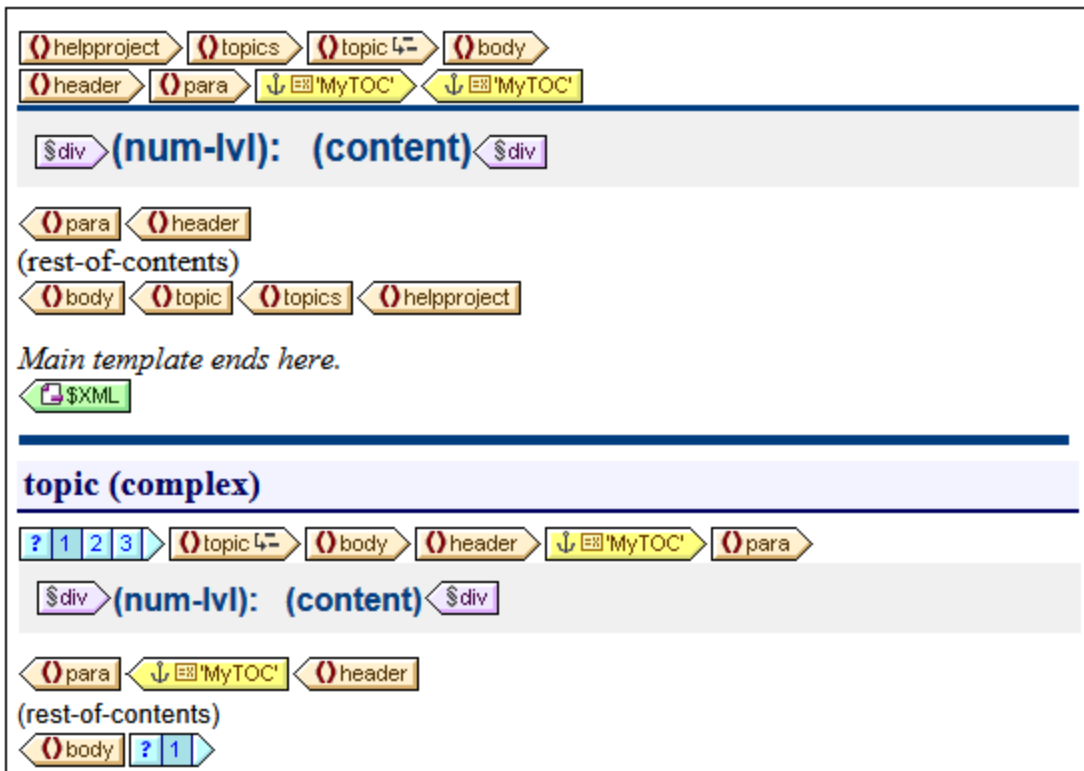 helpproject topics topic body
header para 'MyTOC' 'MyTOC'
§div (num-lvl): (content) §div
para header
(rest-of-contents)
body topic topics helpproject
Main template ends here.
$XML
topic (complex)
? 1 2 3 topic body header 'MyTOC' para
§div (num-lvl): (content) §div
para 'MyTOC' header
(rest-of-contents)
body ? 1